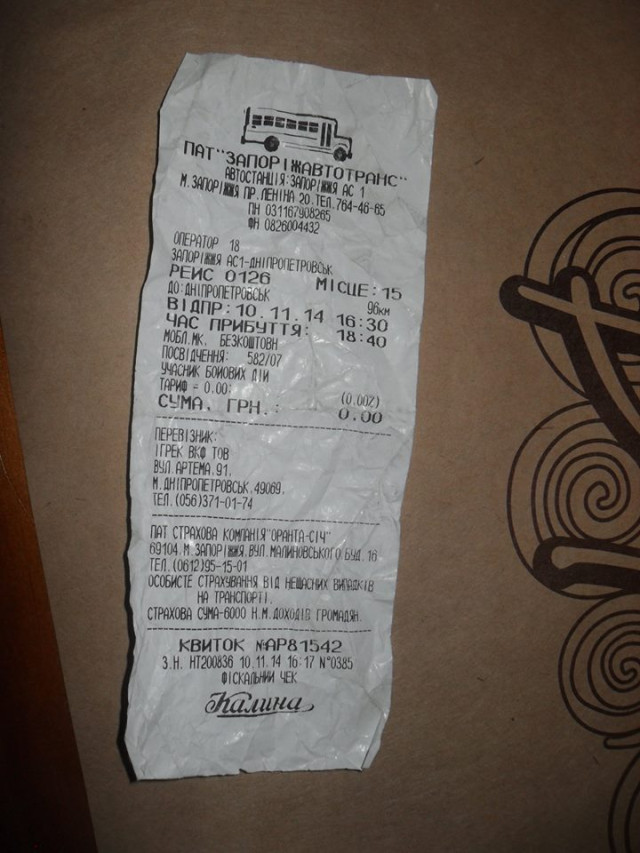 ПАТ"ЗАПОРІЖАВТОТРАНС"
АВТОСТАНЦІЯ:ЗАПОРІЖЖЯ АС 1
М.ЗАПОРІЖЖЯ ПР.ЛЕНІНА 20.ТЕЛ.764-46-65
ПН 031167908265
ФН 0826004432
ОПЕРАТОР 18
ЗАПОРІЖЖЯ АС1-ДНІПРОПЕТРОВСЬК
РЕЙС 0126 МІСЦЕ:15
ДО:ДНІПРОПЕТРОВСЬК 96км
ВІДПР:10.11.14 16:30
ЧАС ПРИБУТТЯ: 18:40
МОБЛ.МК, БЕЗКОШТОВН
ПОСВІДЧЕННЯ: 582/07
УЧАСНИК БОЙОВИХ ДІЙ
ТАРИФ = 0.00; (0.00%)
СУМА, ГРН.: 0.00
ПЕРЕВІЗНИК:
ІГРЕК ВКФ ТОВ
ВУЛ.АРТЕМА.91.
М.ДНІПРОПЕТРОВСЬК.49069.
ТЕЛ.(056)371-01-74
ПАТ СТРАХОВА КОМПАНІЯ"ОРАНТА-СІЧ"
69104.М.ЗАПОРІЖЖЯ.ВУЛ.МАЛИНОВСЬКОГО БУД.16
ТЕЛ.(0612)95-15-01
ОСОБИСТЕ СТРАХУВАННЯ ВІД НЕЩАСНИХ ВИПАДКІВ
НА ТРАНСПОРТІ.
СТРАХОВА СУМА-6000 Н.М.ДОХОДІВ ГРОМАДЯН.
КВИТОК №АР81542
З.Н. НТ200836 10.11.14 16:17 N°0385
ФІСКАЛЬНИЙ ЧЕК
Калина